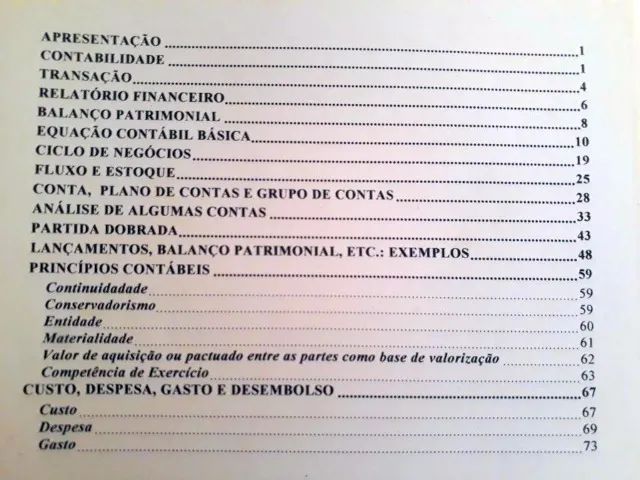 APRESENTAÇÃO 1
CONTABILIDADE 1
TRANSAÇÃO 4
RELATÓRIO FINANCEIRO 6
BALANÇO PATRIMONIAL 8
EQUAÇÃO CONTÁBIL BÁSICA 10
CICLO DE NEGÓCIOS 19
FLUXO E ESTOQUE 25
CONTA, PLANO DE CONTAS E GRUPO DE CONTAS 28
ANÁLISE DE ALGUMAS CONTAS 33
PARTIDA DOBRADA 43
LANÇAMENTOS, BALANÇO PATRIMONIAL, ETC.: EXEMPLOS 48
PRINCÍPIOS CONTÁBEIS 59
Continuidadade 59
Conservadorismo 59
Entidade 60
Materialidade 61
Valor de aquisição ou pactuado entre as partes como base de valorização 62
Competência de Exercício 63
CUSTO, DESPESA, GASTO E DESEMBOLSO 67
Custo 67
Despesa 69
Gasto 73